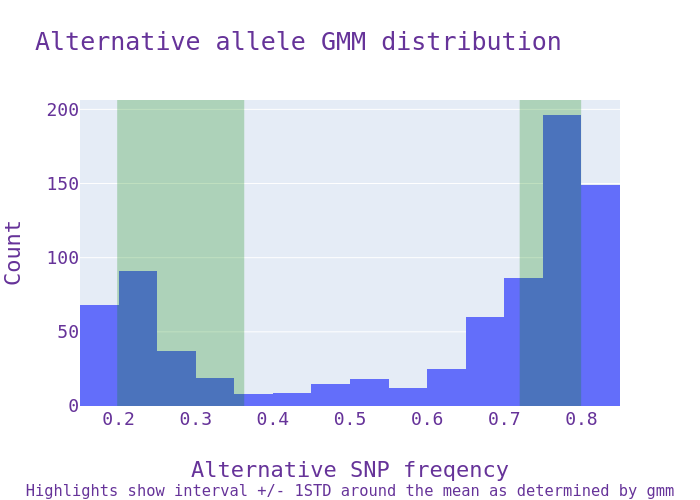 Alternative allele GMM distribution
200
150
100
50
0
Count
0.2 0.3 0.4 0.5 0.6 0.7 0.8
Alternative SNP freqency
Highlights show interval +/- 1STD around the mean as determined by gmm